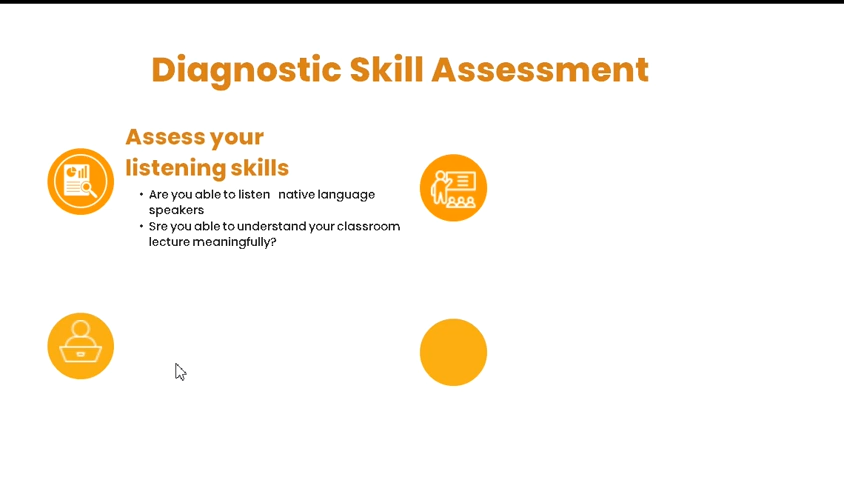 Diagnostic Skill Assessment
Assess your
listening skills
• Are you able to listen native language
speakers
• Sre you able to understand your classroom
lecture meaningfully?